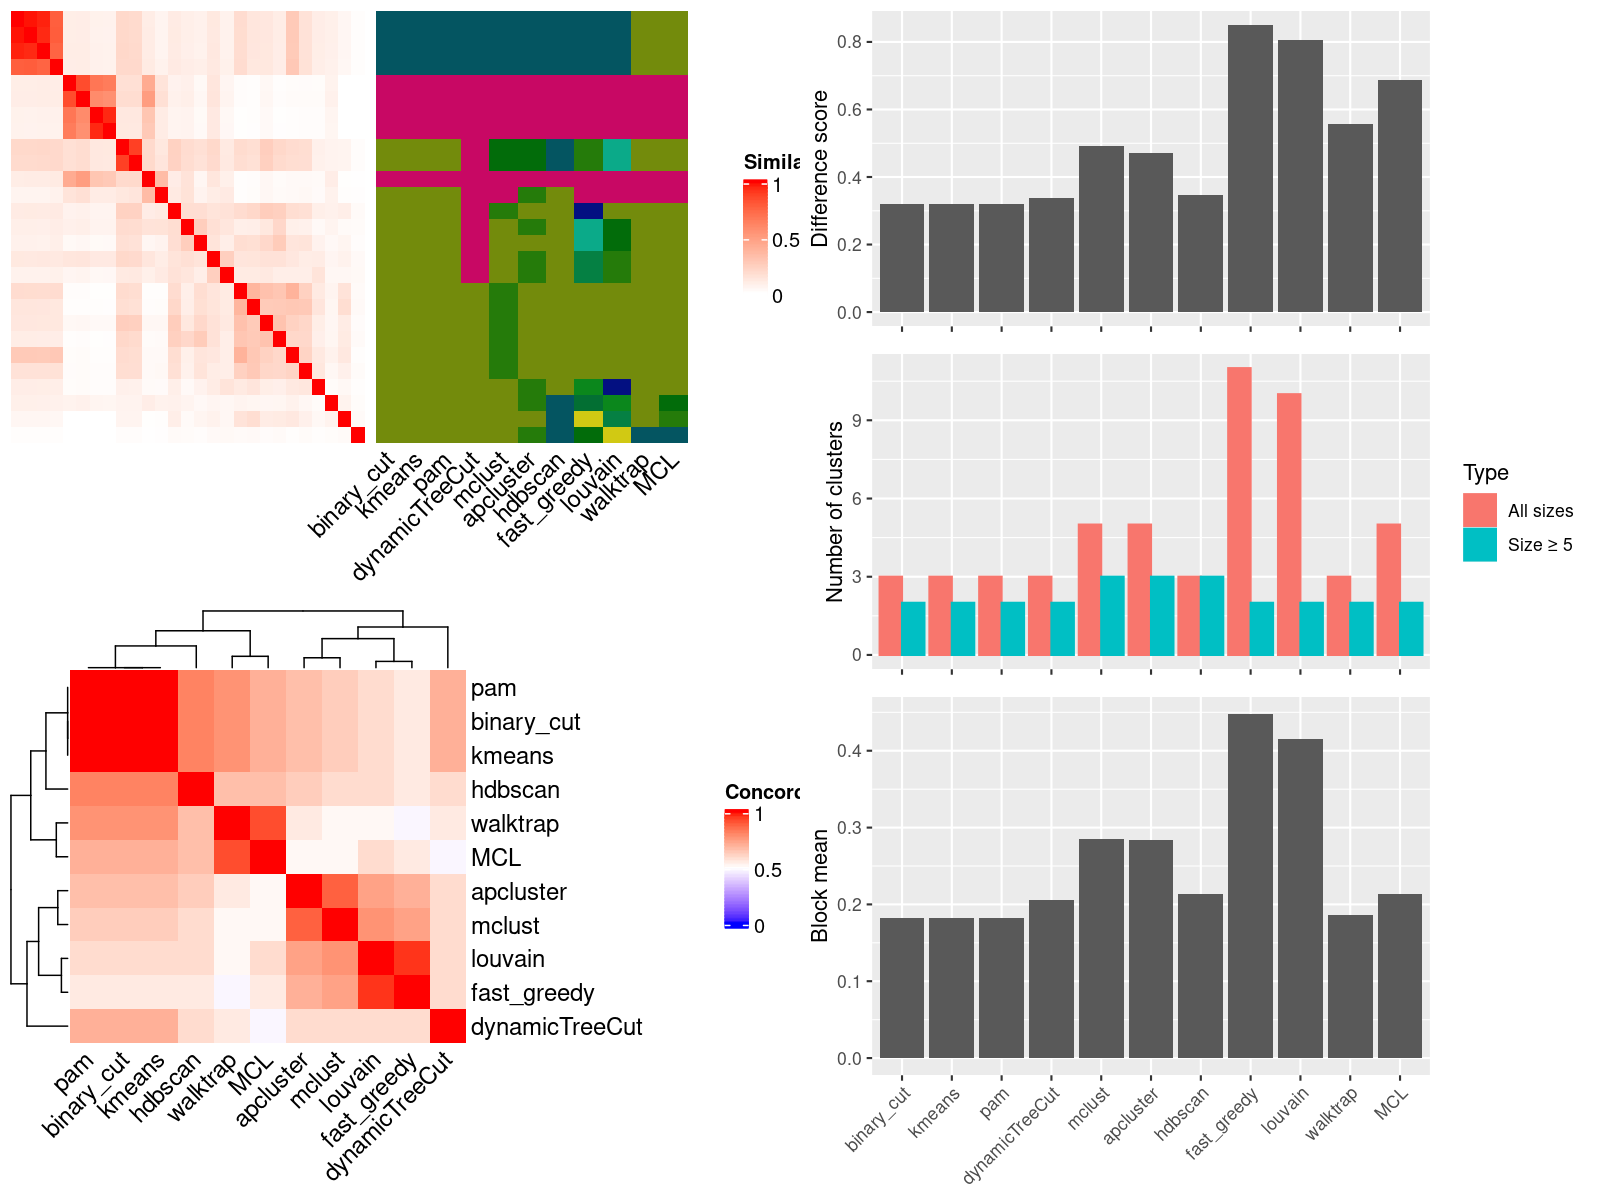 Simila
1
0.5
0
binary_cut
kmeans
pam
dynamicTreeCut
mclust
apcluster
hdbscan
fast_greedy
louvain
walktrap
MCL
pam
binary_cut
kmeans
hdbscan
walktrap
MCL
apcluster
mclust
louvain
fast_greedy
dynamicTreeCut
pam
binary_cut
kmeans
hdbscan
walktrap
MCL
apcluster
mclust
louvain
fast_greedy
dynamicTreeCut
Concord
1
0.5
0
Difference score
0.8
0.6
0.4
0.2
0.0
Number of clusters
9
6
3
0
Type
All sizes
Size ≥ 5
Block mean
0.4
0.3
0.2
0.1
0.0
binary_cut
kmeans
pam
dynamicTreeCut
mclust
apcluster
hdbscan
fast_greedy
louvain
walktrap
MCL